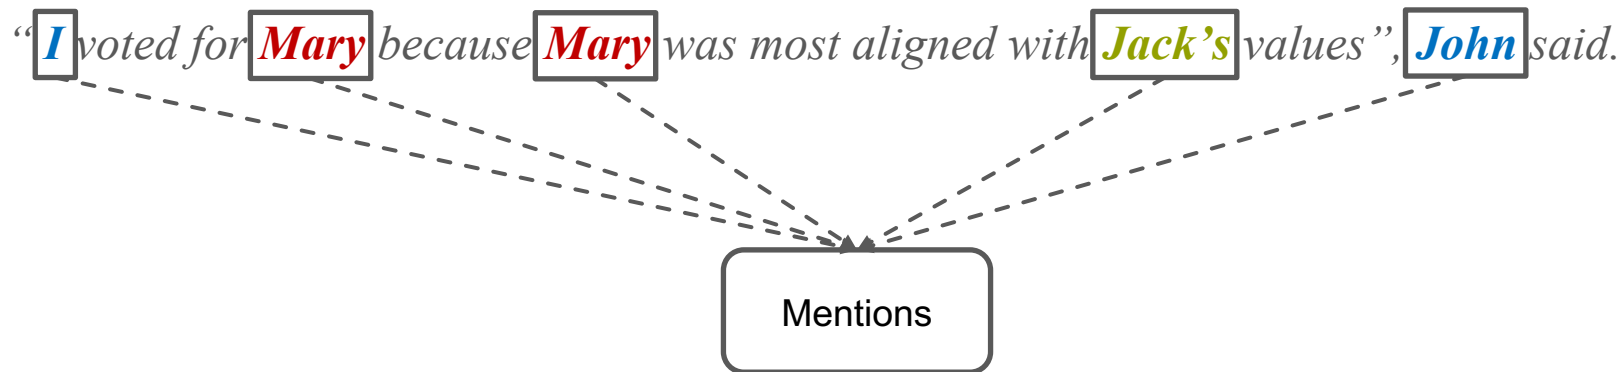 “I voted for Mary because Mary was most aligned with Jack’s values”, John said.
Mentions